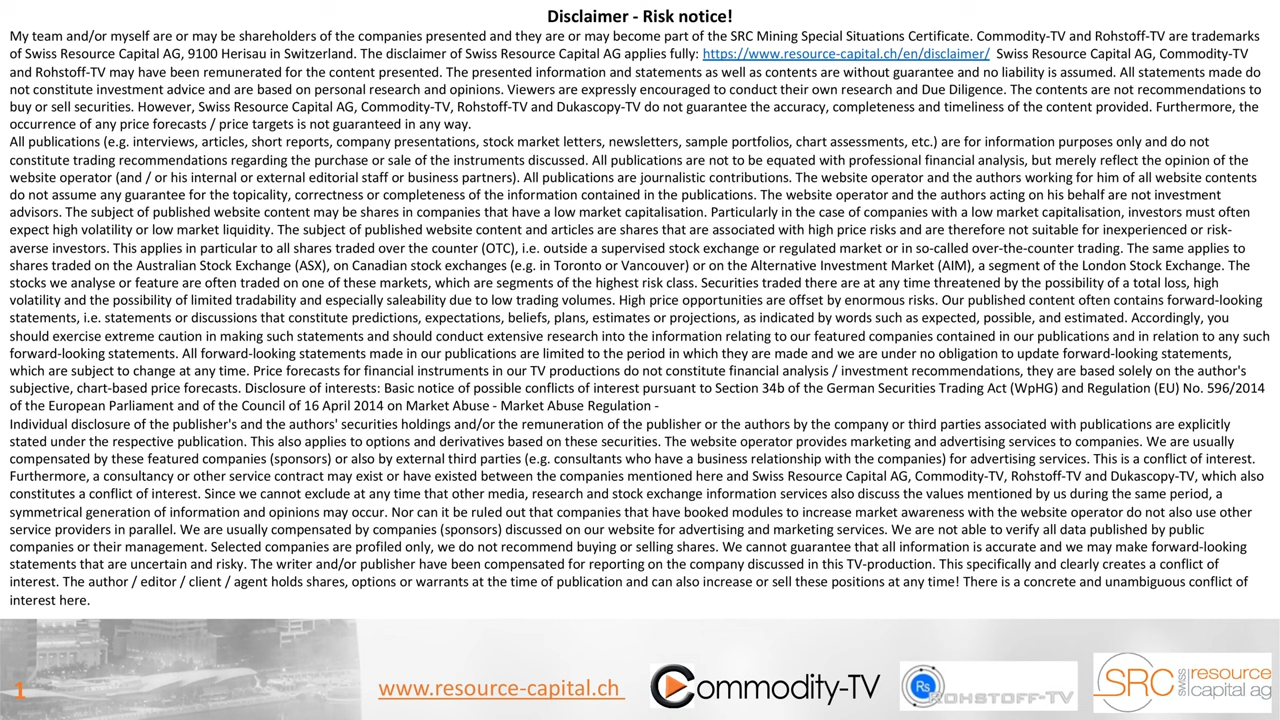 Disclaimer - Risk notice!
My team and/or myself are or may be shareholders of the companies presented and they are or may become part of the SRC Mining Special Situations Certificate. Commodity-TV and Rohstoff-TV are trademarks
of Swiss Resource Capital AG, 9100 Herisau in Switzerland. The disclaimer of Swiss Resource Capital AG applies fully: https://www.resource-capital.ch/en/disclaimer/ Swiss Resource Capital AG, Commodity-TV
and Rohstoff-TV may have been remunerated for the content presented. The presented information and statements as well as contents are without guarantee and no liability is assumed. All statements made do
not constitute investment advice and are based on personal research and opinions. Viewers are expressly encouraged to conduct their own research and Due Diligence. The contents are not recommendations to
buy or sell securities. However, Swiss Resource Capital AG, Commodity-TV, Rohstoff-TV and Dukascopy-TV do not guarantee the accuracy, completeness and timeliness of the content provided. Furthermore, the
occurrence of any price forecasts / price targets is not guaranteed in any way.
All publications (e.g. interviews, articles, short reports, company presentations, stock market letters, newsletters, sample portfolios, chart assessments, etc.) are for information purposes only and do not
constitute trading recommendations regarding the purchase or sale of the instruments discussed. All publications are not to be equated with professional financial analysis, but merely reflect the opinion of the
website operator (and / or his internal or external editorial staff or business partners). All publications are journalistic contributions. The website operator and the authors working for him of all website contents
do not assume any guarantee for the topicality, correctness or completeness of the information contained in the publications. The website operator and the authors acting on his behalf are not investment
advisors. The subject of published website content may be shares in companies that have a low market capitalisation. Particularly in the case of companies with a low market capitalisation, investors must often
expect high volatility or low market liquidity. The subject of published website content and articles are shares that are associated with high price risks and are therefore not suitable for inexperienced or risk-
averse investors. This applies in particular to all shares traded over the counter (OTC), i.e. outside a supervised stock exchange or regulated market or in so-called over-the-counter trading. The same applies to
shares traded on the Australian Stock Exchange (ASX), on Canadian stock exchanges (e.g. in Toronto or Vancouver) or on the Alternative Investment Market (AIM), a segment of the London Stock Exchange. The
stocks we analyse or feature are often traded on one of these markets, which are segments of the highest risk class. Securities traded there are at any time threatened by the possibility of a total loss, high
volatility and the possibility of limited tradability and especially saleability due to low trading volumes. High price opportunities are offset by enormous risks. Our published content often contains forward-looking
statements, i.e. statements or discussions that constitute predictions, expectations, beliefs, plans, estimates or projections, as indicated by words such as expected, possible, and estimated. Accordingly, you
should exercise extreme caution in making such statements and should conduct extensive research into the information relating to our featured companies contained in our publications and in relation to any such
forward-looking statements. All forward-looking statements made in our publications are limited to the period in which they are made and we are under no obligation to update forward-looking statements,
which are subject to change at any time. Price forecasts for financial instruments in our TV productions do not constitute financial analysis / investment recommendations, they are based solely on the author's
subjective, chart-based price forecasts. Disclosure of interests: Basic notice of possible conflicts of interest pursuant to Section 34b of the German Securities Trading Act (WpHG) and Regulation (EU) No. 596/2014
of the European Parliament and of the Council of 16 April 2014 on Market Abuse - Market Abuse Regulation -
Individual disclosure of the publisher's and the authors' securities holdings and/or the remuneration of the publisher or the authors by the company or third parties associated with publications are explicitly
stated under the respective publication. This also applies to options and derivatives based on these securities. The website operator provides marketing and advertising services to companies. We are usually
compensated by these featured companies (sponsors) or also by external third parties (e.g. consultants who have a business relationship with the companies) for advertising services. This is a conflict of interest.
Furthermore, a consultancy or other service contract may exist or have existed between the companies mentioned here and Swiss Resource Capital AG, Commodity-TV, Rohstoff-TV and Dukascopy-TV, which also
constitutes a conflict of interest. Since we cannot exclude at any time that other media, research and stock exchange information services also discuss the values mentioned by us during the same period, a
symmetrical generation of information and opinions may occur. Nor can it be ruled out that companies that have booked modules to increase market awareness with the website operator do not also use other
service providers in parallel. We are usually compensated by companies (sponsors) discussed on our website for advertising and marketing services. We are not able to verify all data published by public
companies or their management. Selected companies are profiled only, we do not recommend buying or selling shares. We cannot guarantee that all information is accurate and we may make forward-looking
statements that are uncertain and risky. The writer and/or publisher have been compensated for reporting on the company discussed in this TV-production. This specifically and clearly creates a conflict of
interest. The author / editor / client / agent holds shares, options or warrants at the time of publication and can also increase or sell these positions at any time! There is a concrete and unambiguous conflict of
interest here.
1
www.resource-capital.ch
Commodity-TV
Rs ROHSTOFF-TV
SRC swiss resource
capital ag